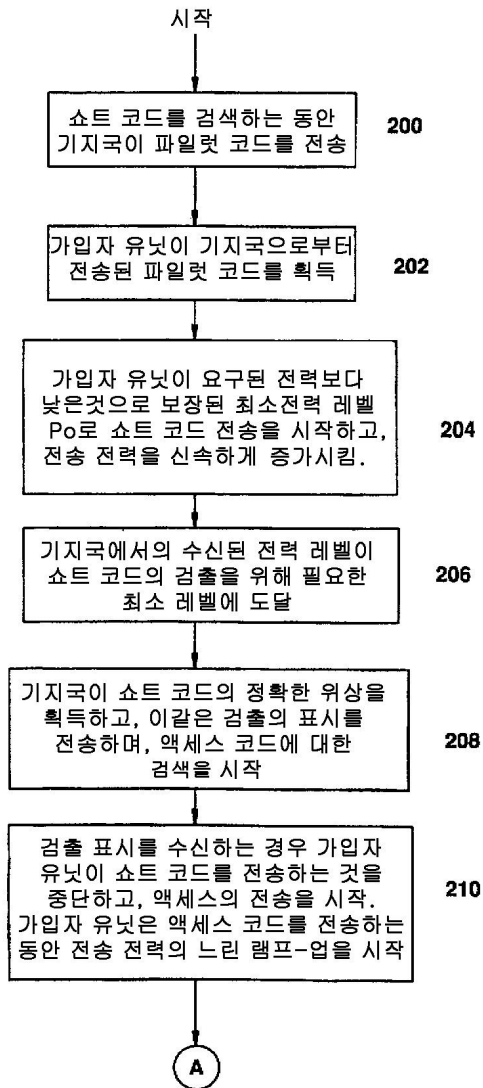 시작
쇼트 코드를 검색하는 동안
기지국이 파일럿 코드를 전송
200
가입자 유닛이 기지국으로부터
전송된 파일럿 코드를 획득
202
가입자 유닛이 요구된 전력보다
낮은것으로 보장된 최소전력 레벨
Po로 쇼트 코드 전송을 시작하고,
전송 전력을 신속하게 증가시킴.
204
기지국에서의 수신된 전력 레벨이
쇼트 코드의 검출을 위해 필요한
최소 레벨에 도달
206
기지국이 쇼트 코드의 정확한 위상을
획득하고, 이같은 검출의 표시를
전송하며, 액세스 코드에 대한
검색을 시작
208
검출 표시를 수신하는 경우 가입자
유닛이 쇼트 코드를 전송하는 것을
중단하고, 액세스의 전송을 시작.
가입자 유닛은 액세스 코드를 전송하는
동안 전송 전력의 느린 램프-업을 시작
210
A